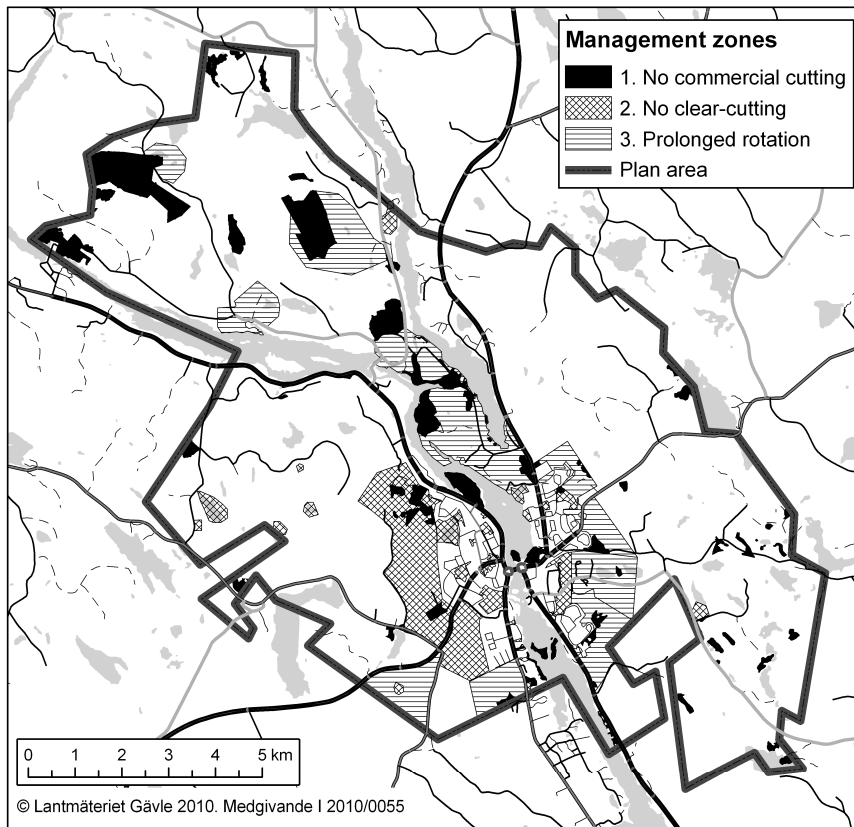 Management zones
1. No commercial cutting
2. No clear-cutting
3. Prolonged rotation
Plan area
0 1 2 3 4 5 km
© Lantmäteriet Gävle 2010. Medgivande I 2010/0055